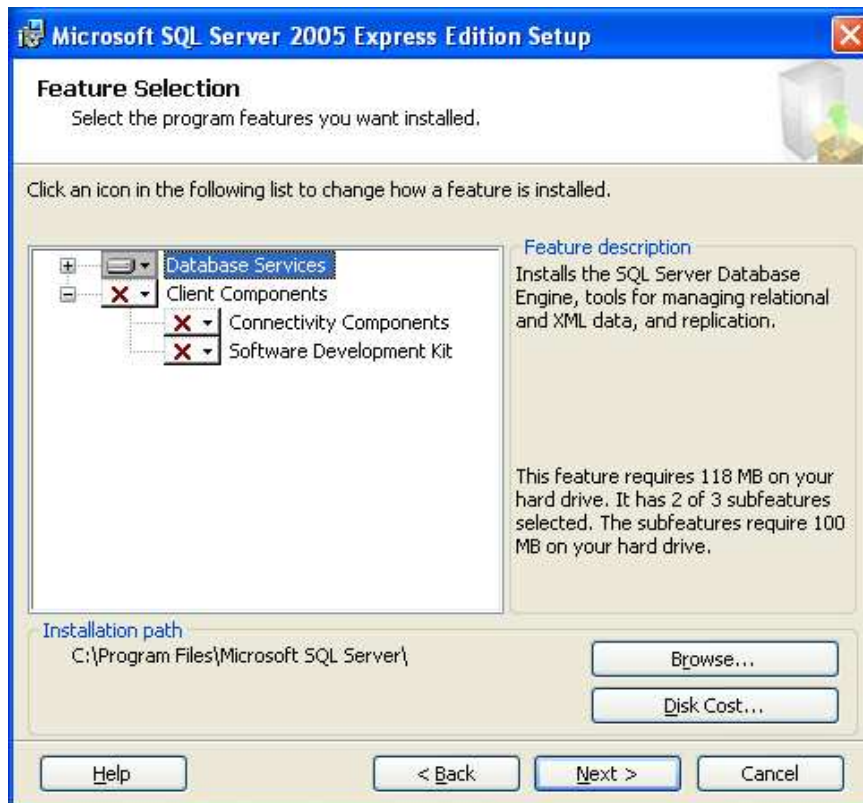 Microsoft SQL Server 2005 Express Edition Setup
Feature Selection
Select the program features you want installed.
Click an icon in the following list to change how a feature is installed.
Database Services
Client Components
Connectivity Components
Software Development Kit
Feature description
Installs the SQL Server Database
Engine, tools for managing relational
and XML data, and replication.
This feature requires 118 MB on your
hard drive. It has 2 of 3 subfeatures
selected. The subfeatures require 100
MB on your hard drive.
Installation path
C:\Program Files\Microsoft SQL Server\
Browse...
Disk Cost...
Help
< Back
Next >
Cancel